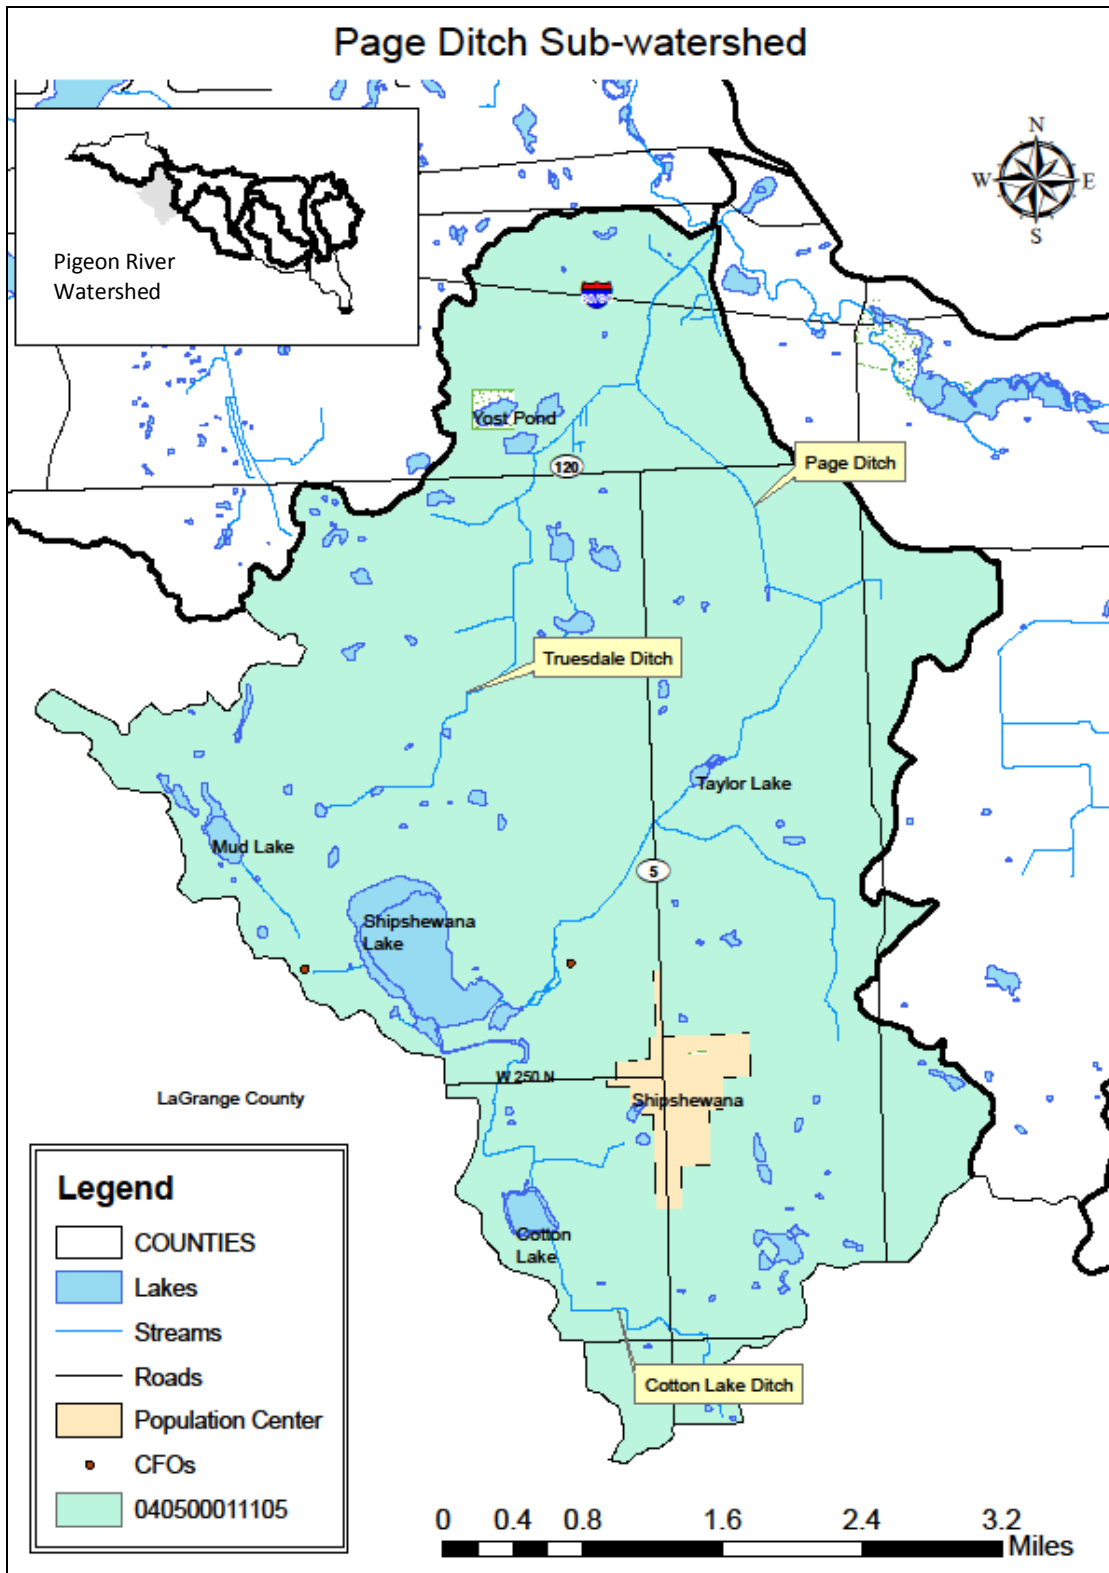 Page Ditch Sub-watershed
N
W
E
S
Pigeon River
Watershed
80/90
Yost Pond
120
Page Ditch
Truesdale Ditch
Taylor Lake
Mud Lake
5
Shipshewana
Lake
W 250 N
LaGrange County
Shipshewana
Cotton
Lake
Cotton Lake Ditch
Legend
COUNTIES
Lakes
Streams
Roads
Population Center
CFOs
040500011105
0 0.4 0.8 1.6 2.4 3.2
Miles